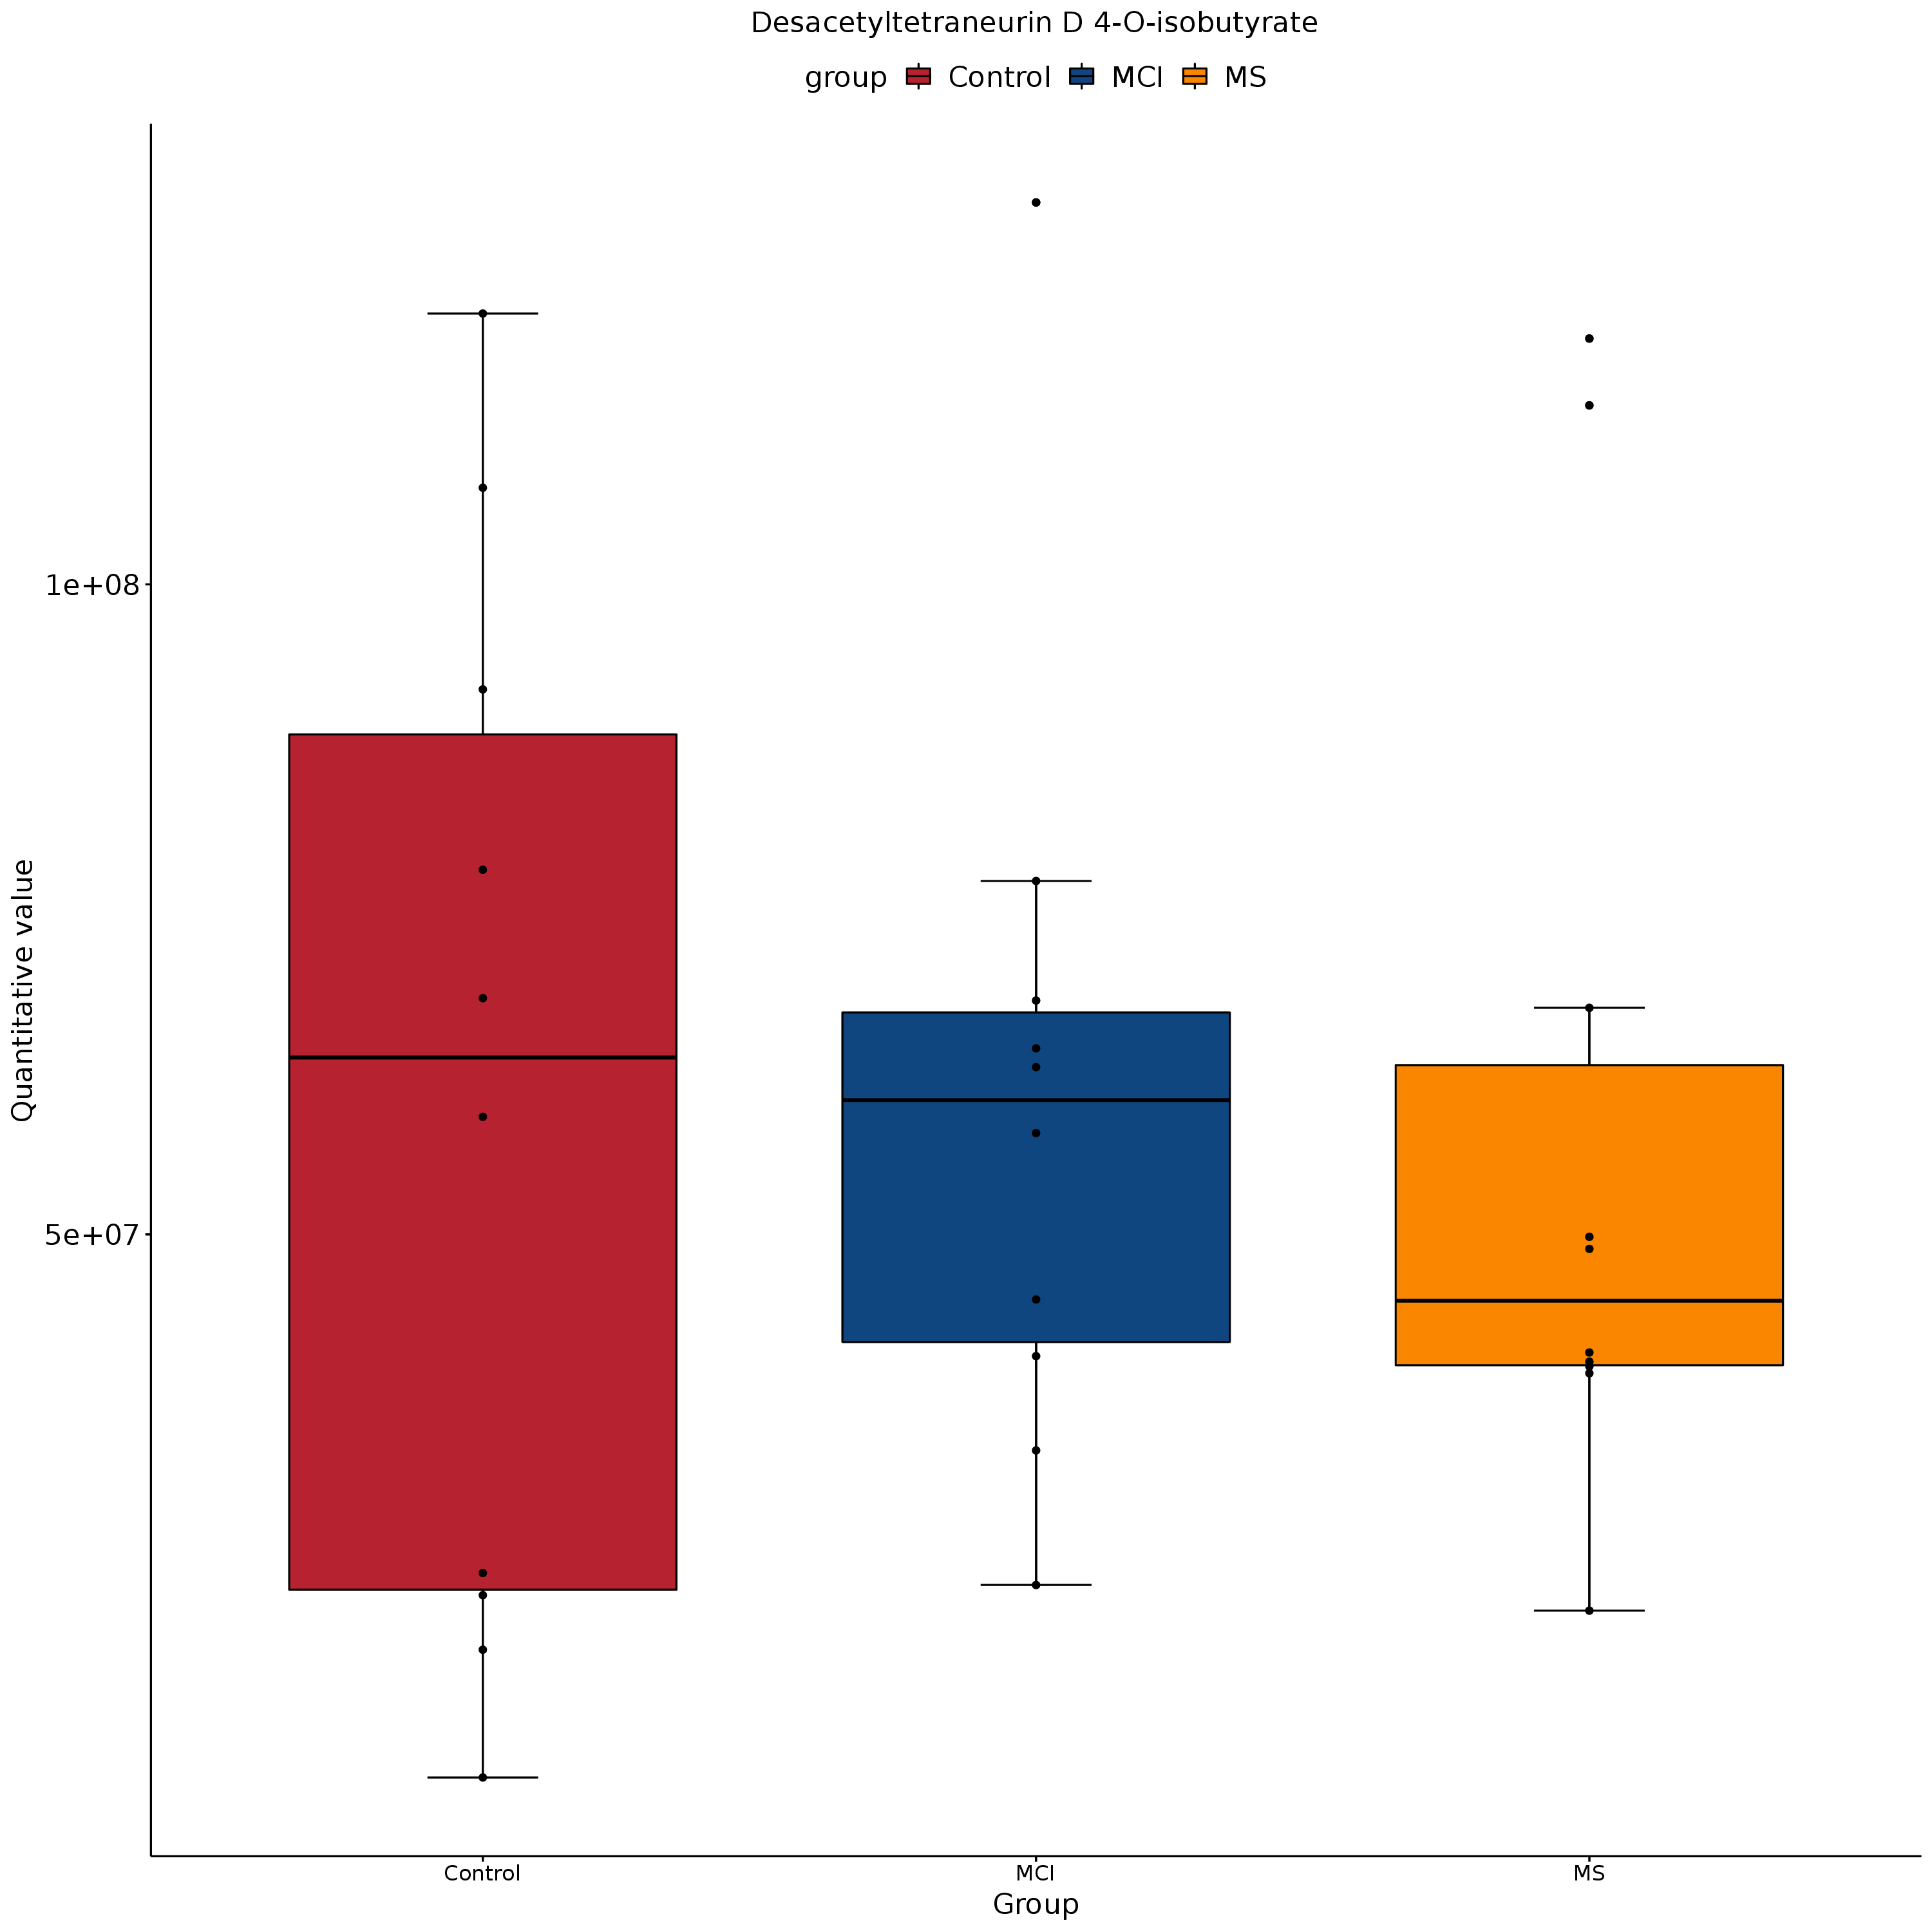 Desacetyltetraneurin D 4-O-isobutyrate
group Control MCI MS
1e+08
5e+07
Quantitative value
Control MCI MS
Group